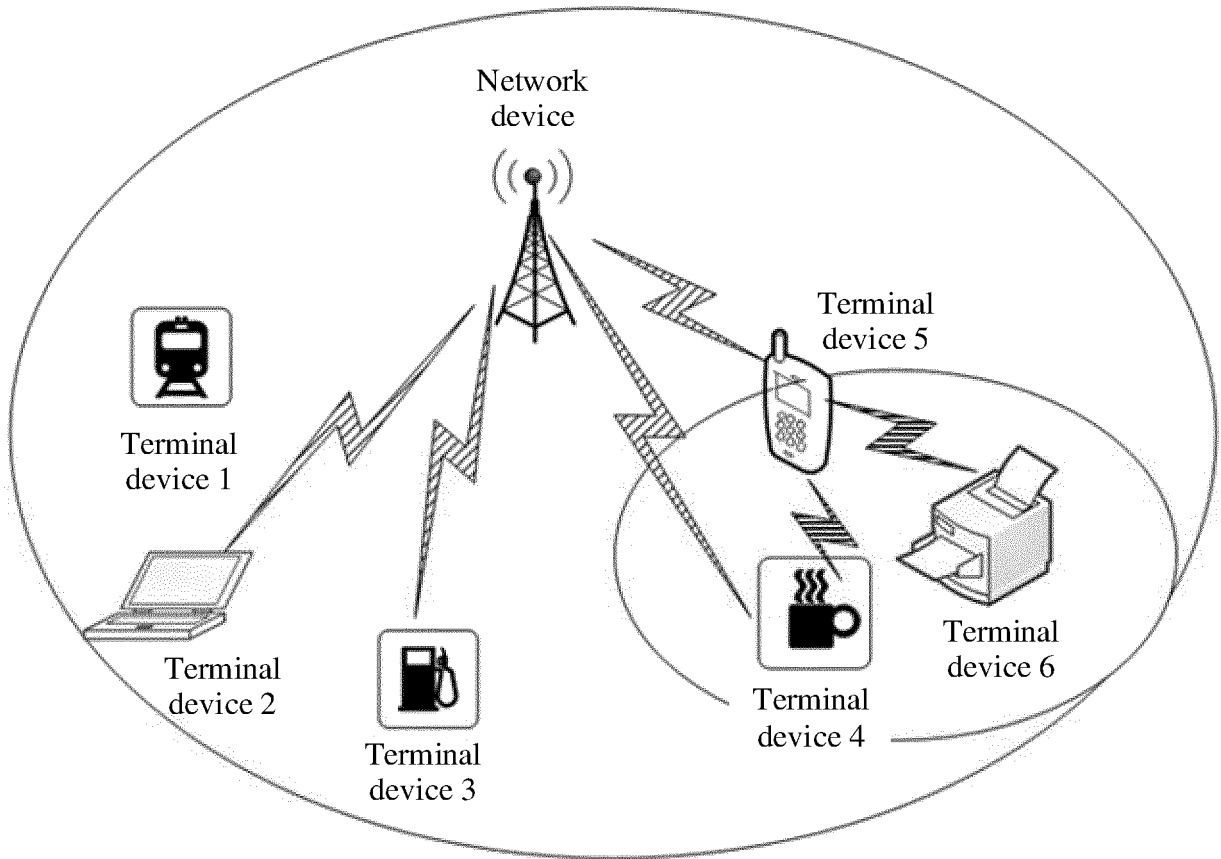 Network
device
Terminal
device 5
Terminal
device 1
Terminal
device 6
Terminal
device 2
Terminal
device 4
Terminal
device 3